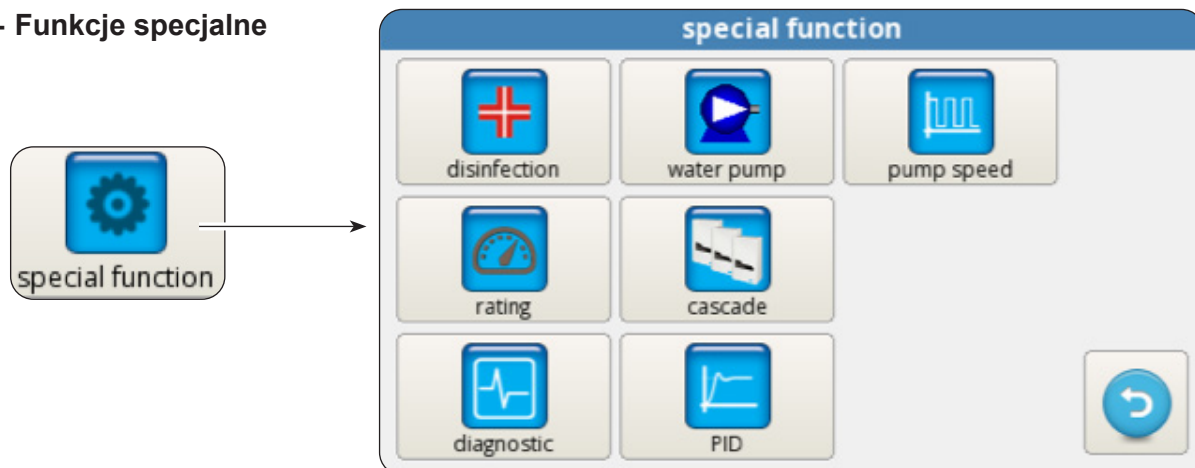 - Funkcje specjalne
special function
special function
disinfection
water pump
pump speed
rating
cascade
diagnostic
PID